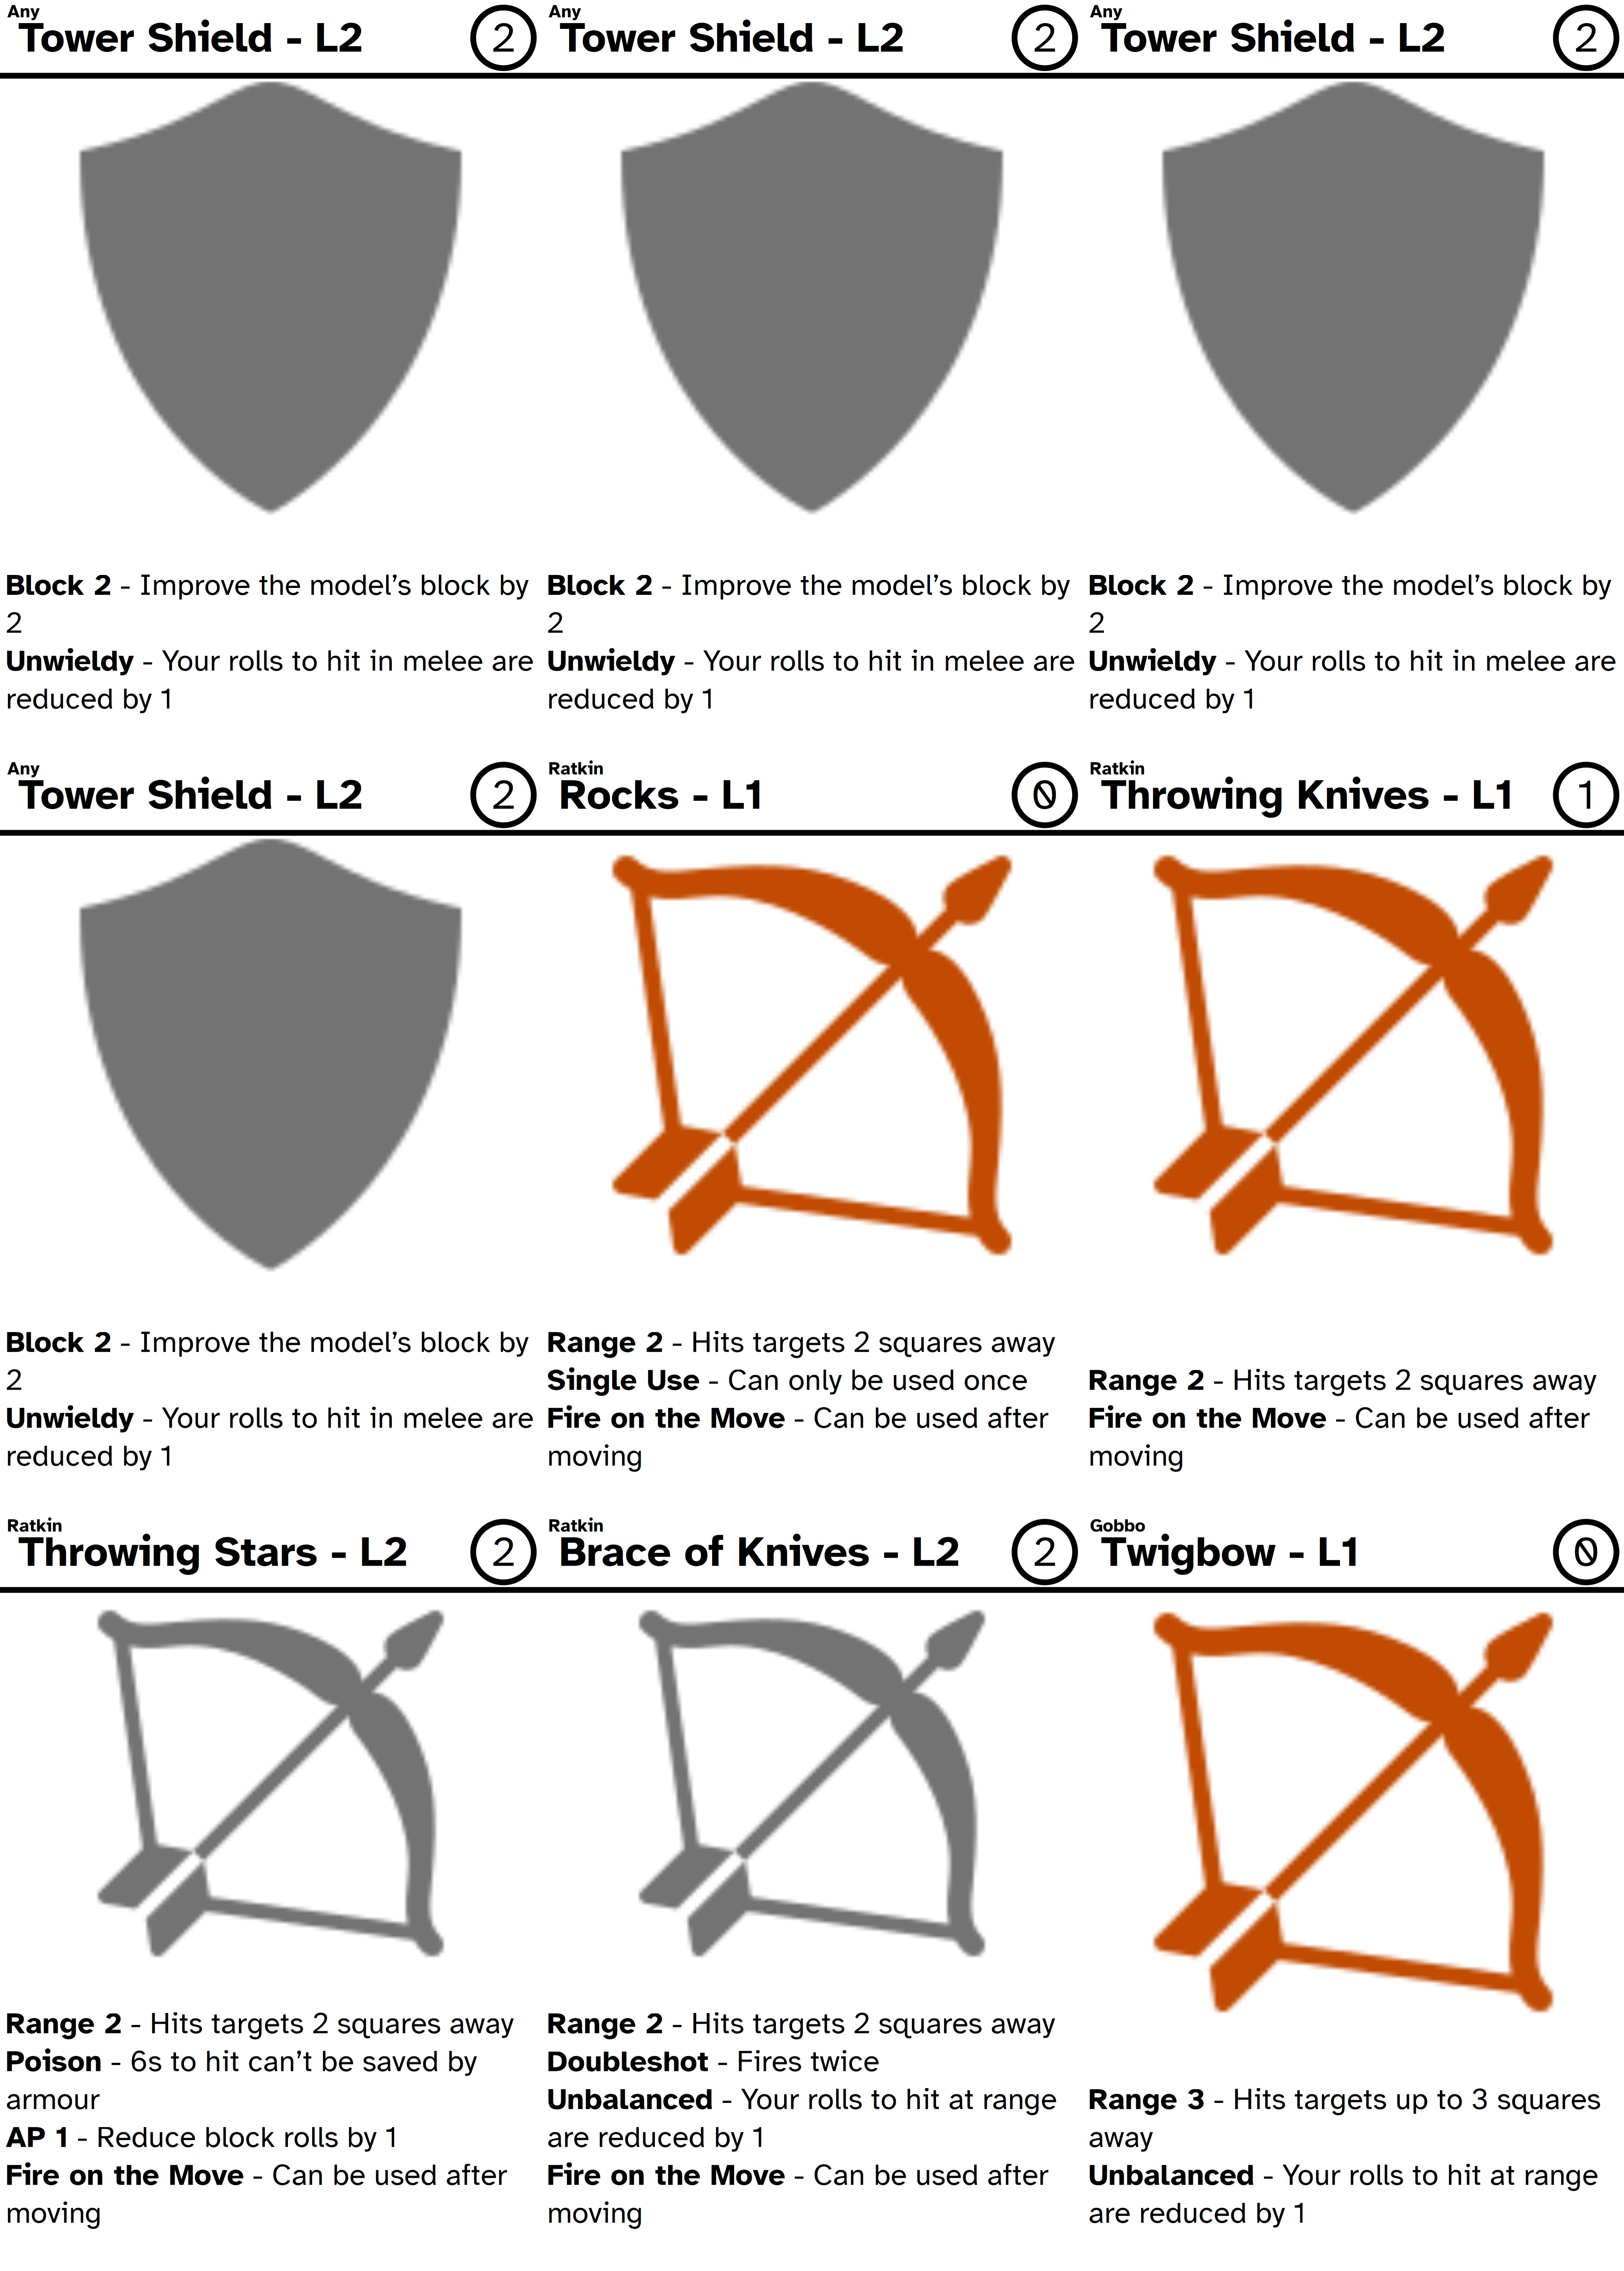 Any
Tower Shield - L2
2
Block 2 - Improve the model’s block by
2
Unwieldy - Your rolls to hit in melee are
reduced by 1
Any
Tower Shield - L2
2
Block 2 - Improve the model’s block by
2
Unwieldy - Your rolls to hit in melee are
reduced by 1
Any
Tower Shield - L2
2
Block 2 - Improve the model’s block by
2
Unwieldy - Your rolls to hit in melee are
reduced by 1
Any
Tower Shield - L2
2
Block 2 - Improve the model’s block by
2
Unwieldy - Your rolls to hit in melee are
reduced by 1
Ratkin
Rocks - L1
0
Range 2 - Hits targets 2 squares away
Single Use - Can only be used once
Fire on the Move - Can be used after
moving
Ratkin
Throwing Knives - L1
1
Range 2 - Hits targets 2 squares away
Fire on the Move - Can be used after
moving
Ratkin
Throwing Stars - L2
2
Range 2 - Hits targets 2 squares away
Poison - 6s to hit can’t be saved by
armour
AP 1 - Reduce block rolls by 1
Fire on the Move - Can be used after
moving
Ratkin
Brace of Knives - L2
2
Range 2 - Hits targets 2 squares away
Doubleshot - Fires twice
Unbalanced - Your rolls to hit at range
are reduced by 1
Fire on the Move - Can be used after
moving
Gobbo
Twigbow - L1
0
Range 3 - Hits targets up to 3 squares
away
Unbalanced - Your rolls to hit at range
are reduced by 1